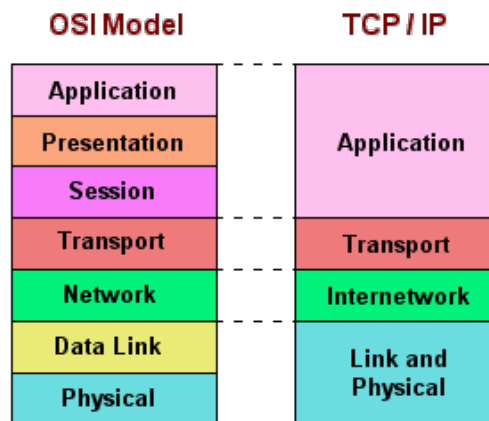 OSI Model
Application
Presentation
Session
Transport
Network
Data Link
Physical
TCP / IP
Application
Transport
Internetwork
Link and
Physical